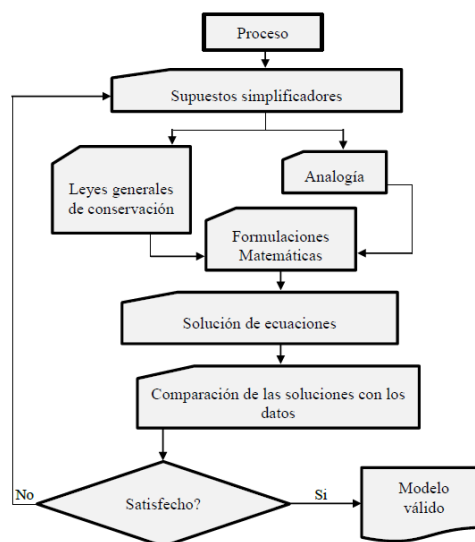 Proceso
Supuestos simplificadores
Leyes generales
de conservación
Analogía
Formulaciones
Matemáticas
Solución de ecuaciones
Comparación de las soluciones con los
datos
No
Satisfecho?
Si
Modelo
válido